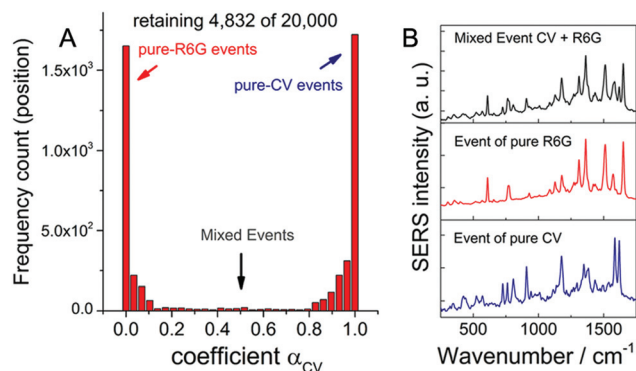 A
retaining 4,832 of 20,000
pure-R6G events
pure-CV events
Mixed Events
Frequency count (position)
1.5x10³
1.0x10³
5.0x10²
0.0
0.0 0.2 0.4 0.6 0.8 1.0
coefficient αCV
B
Mixed Event CV + R6G
Event of pure R6G
Event of pure CV
SERS intensity (a. u.)
500 1000 1500
Wavenumber / cm⁻¹